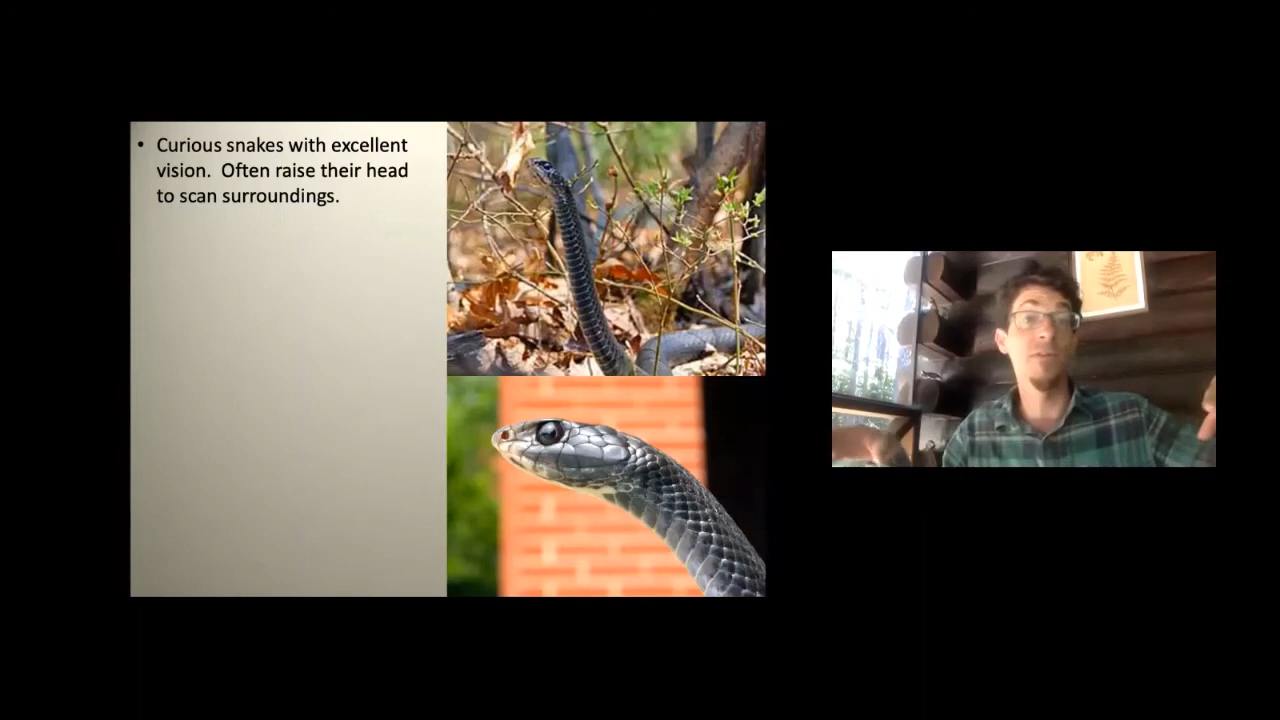 • Curious snakes with excellent
vision.  Often raise their head
to scan surroundings.